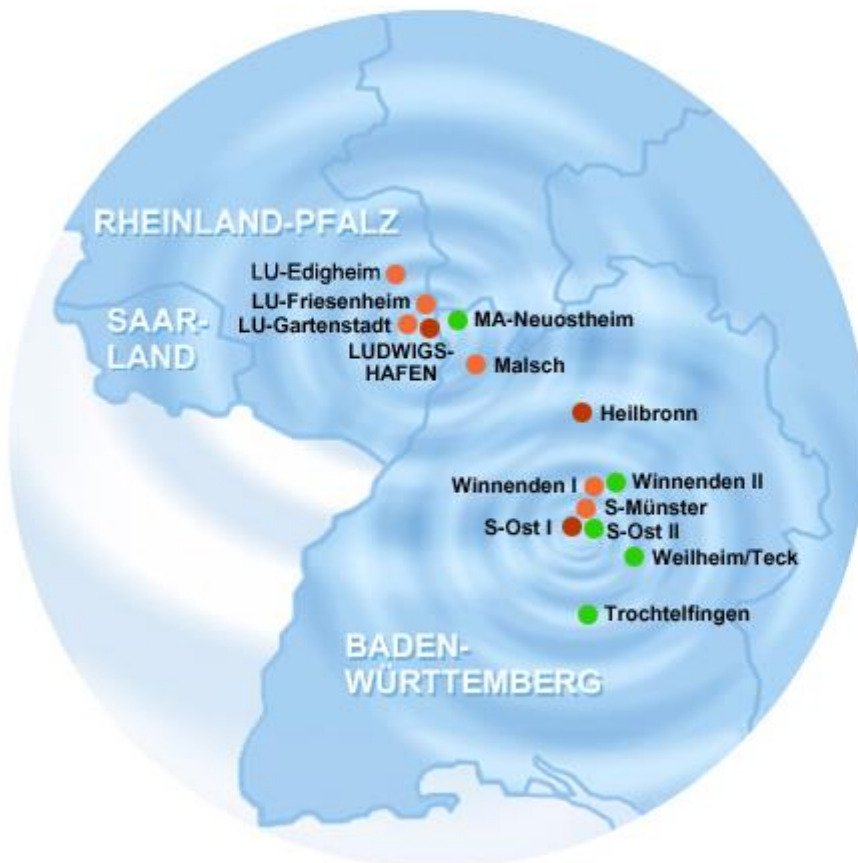 RHEINLAND-PFALZ
LU-Edigheim
LU-Friesenheim
SAAR-
LAND
LU-Gartenstadt
MA-Neuostheim
LUDWIGS-
HAFEN
Malsch
Heilbronn
Winnenden I
Winnenden II
S-Münster
S-Ost I
S-Ost II
Weilheim/Teck
Trochtelfingen
BADEN-
WÜRTTEMBERG